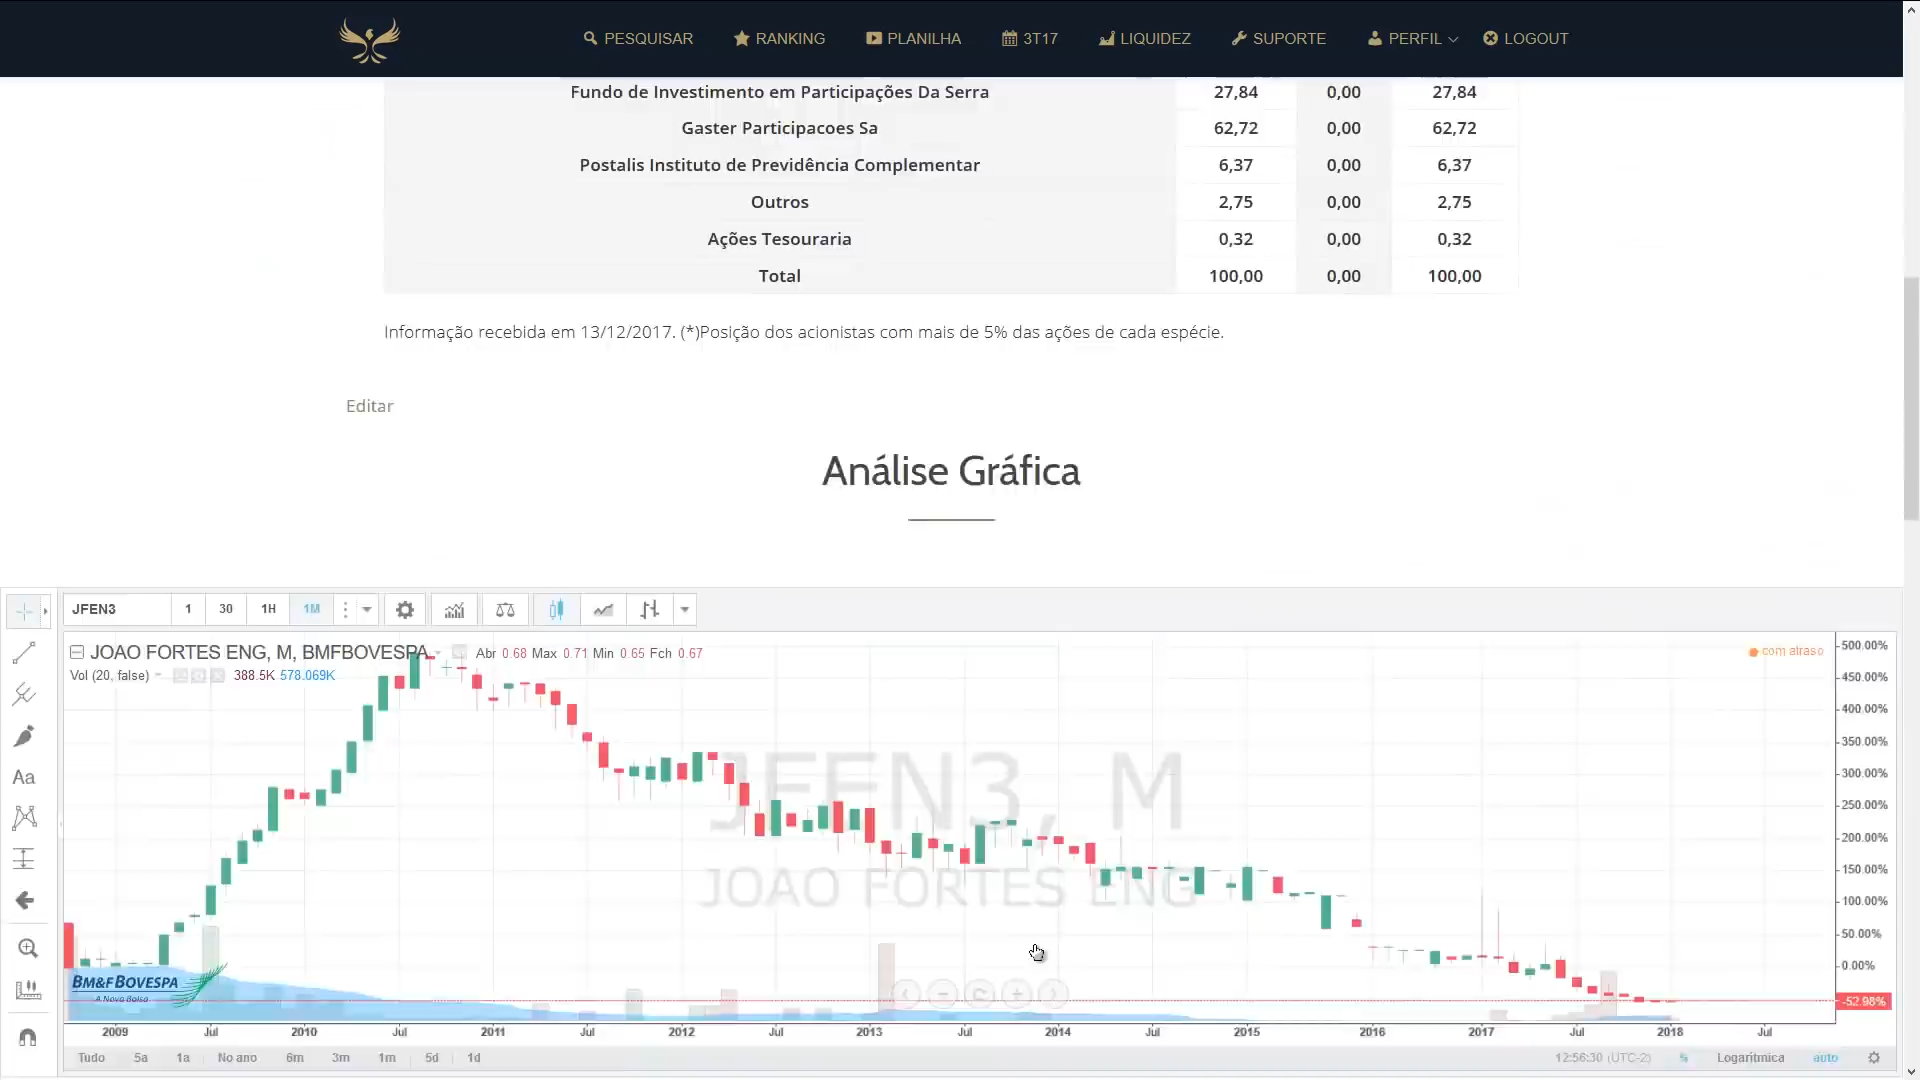 PESQUISAR RANKING PLANILHA 3T17 LIQUIDEZ SUPORTE PERFIL LOGOUT
Fundo de Investimento em Participações Da Serra 27,84 0,00 27,84
Gaster Participacoes Sa 62,72 0,00 62,72
Postalis Instituto de Previdência Complementar 6,37 0,00 6,37
Outros 2,75 0,00 2,75
Ações Tesouraria 0,32 0,00 0,32
Total 100,00 0,00 100,00
Informação recebida em 13/12/2017. (*)Posição dos acionistas com mais de 5% das ações de cada espécie.
Editar
Análise Gráfica
JFEN3 1 30 1H 1M
JOAO FORTES ENG, M, BMFBOVESPA Abr 0.68 Max 0.71 Min 0.65 Fch 0.67
com atraso
Vol (20, false) 388.5K 578.069K
500.00%
450.00%
400.00%
350.00%
300.00%
250.00%
200.00%
150.00%
100.00%
50.00%
0.00%
-52.98%
Aa
JFEN3, M
JOAO FORTES ENG
BM&FBOVESPA
A Nova Bolsa
2009 Jul 2010 Jul 2011 Jul 2012 Jul 2013 Jul 2014 Jul 2015 2016 2017 Jul 2018 Jul
Tudo 5a 1a No ano 6m 3m 1m 5d 1d 12:56:30 (UTC-2) % Logarítmica auto